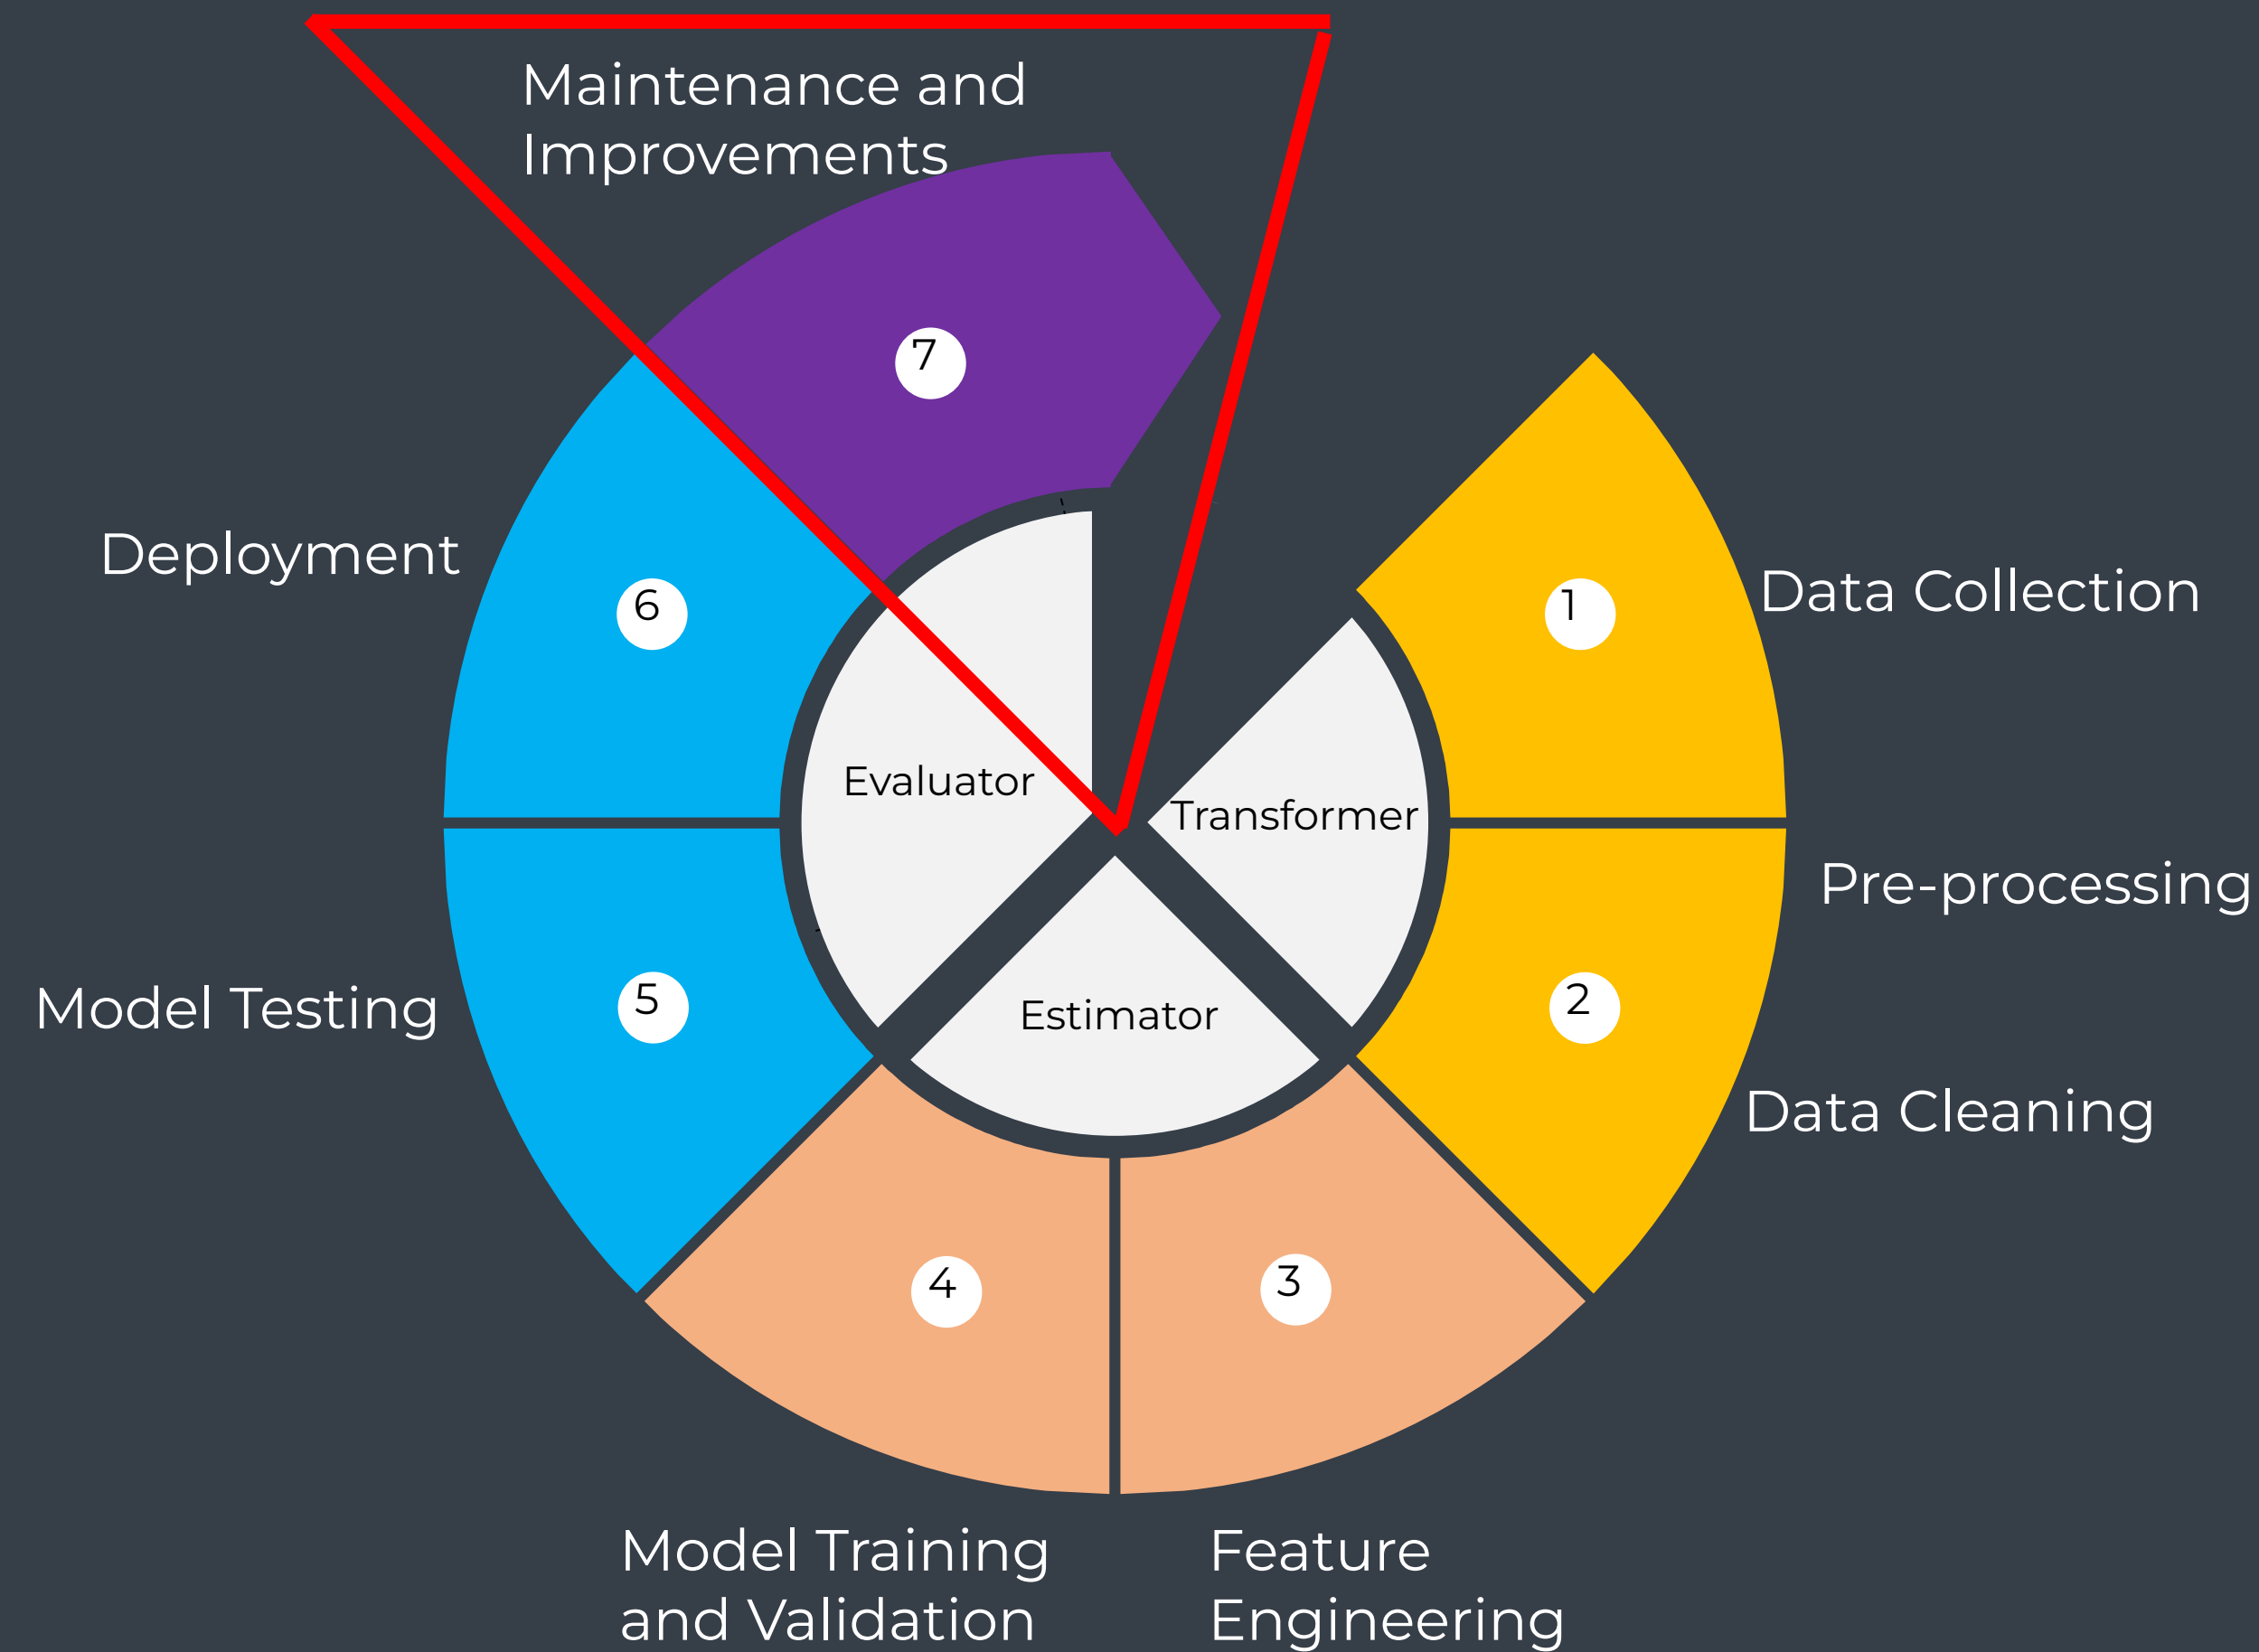 Maintenance and
Improvements
7
Deployment
6
1
Data Collection
Evaluator
Transformer
Pre-processing
Model Testing
5
Estimator
2
Data Cleaning
4
3
Model Training
and Validation
Feature
Engineering